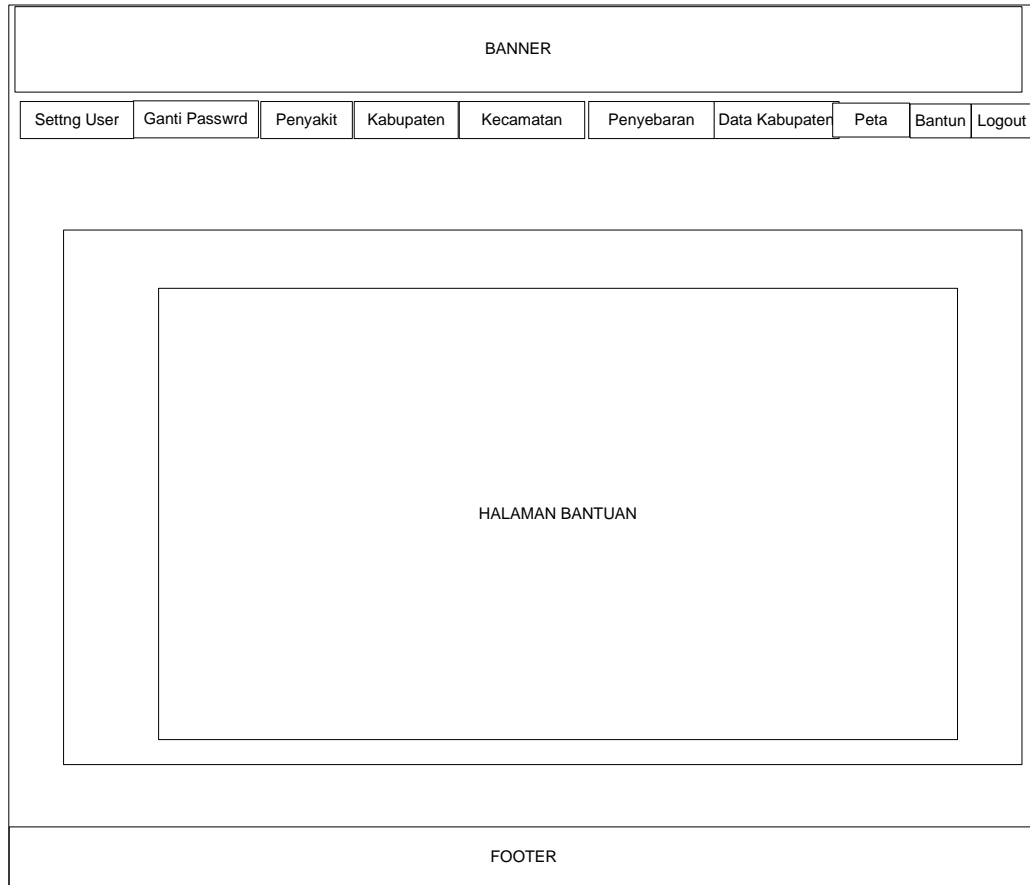 BANNER
Settng User Ganti Passwrd Penyakit Kabupaten Kecamatan Penyebaran Data Kabupaten Peta Bantun Logout
HALAMAN BANTUAN
FOOTER